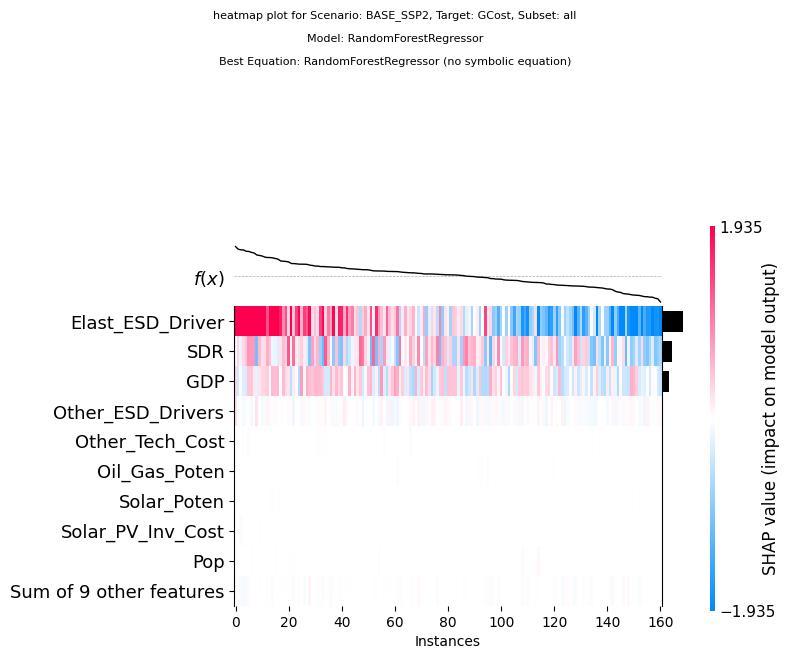 heatmap plot for Scenario: BASE_SSP2, Target: GCost, Subset: all
Model: RandomForestRegressor
Best Equation: RandomForestRegressor (no symbolic equation)
f(x)
Elast_ESD_Driver
SDR
GDP
Other_ESD_Drivers
Other_Tech_Cost
Oil_Gas_Poten
Solar_Poten
Solar_PV_Inv_Cost
Pop
Sum of 9 other features
0 20 40 60 80 100 120 140 160
Instances
1.935
−1.935
SHAP value (impact on model output)